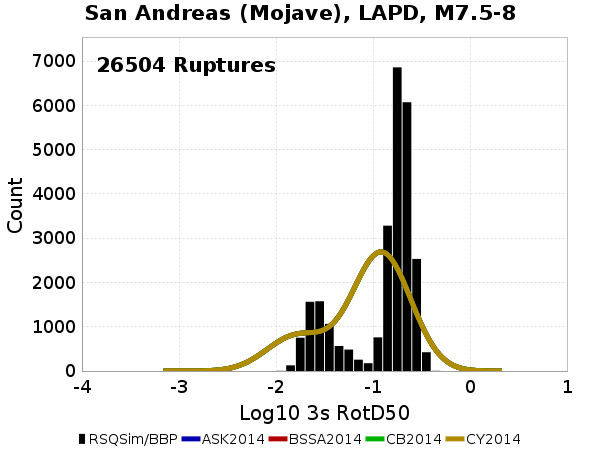 San Andreas (Mojave), LAPD, M7.5-8
26504 Ruptures
Count
7000
6000
5000
4000
3000
2000
1000
0
-4 -3 -2 -1 0 1
Log10 3s RotD50
RSQSim/BBP ASK2014 BSSA2014 CB2014 CY2014